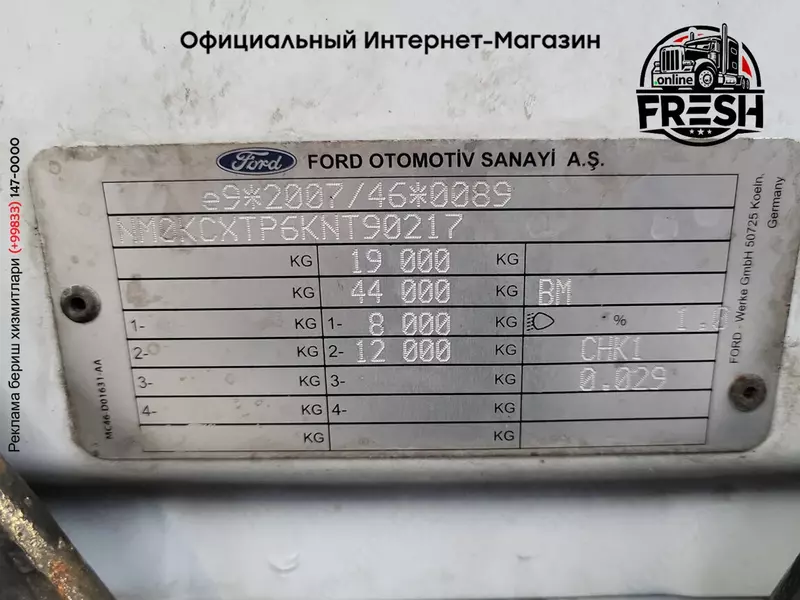 Официальный Интернет-Магазин
.online
FRESH
Реклама бериш хизмитлари (+99833) 147-0000
Ford FORD OTOMOTİV SANAYİ A.Ş.
e9*2007/46*0089
NM0KCXTP6KNT90217
KG 19 000 KG
KG 44 000 KG BM
1- KG 1- 8 000 KG % 1.0
2- KG 2- 12 000 KG CHK1
3- KG 3- KG 0.029
4- KG 4- KG
KG KG
MC46-D01631-AA
FORD - Werke GmbH 50725 Koeln,
Germany